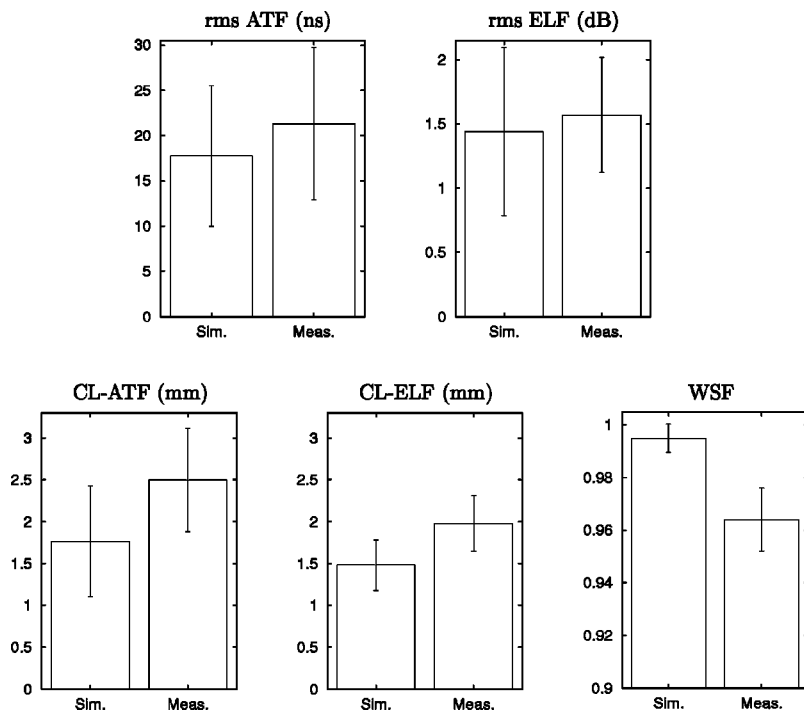 rms ATF (ns)
30
25
20
15
10
5
0
Sim.
Meas.
rms ELF (dB)
2
1.5
1
0.5
0
Sim.
Meas.
CL-ATF (mm)
3
2.5
2
1.5
1
0.5
0
Sim.
Meas.
CL-ELF (mm)
3
2.5
2
1.5
1
0.5
0
Sim.
Meas.
WSF
1
0.98
0.96
0.94
0.92
0.9
Sim.
Meas.